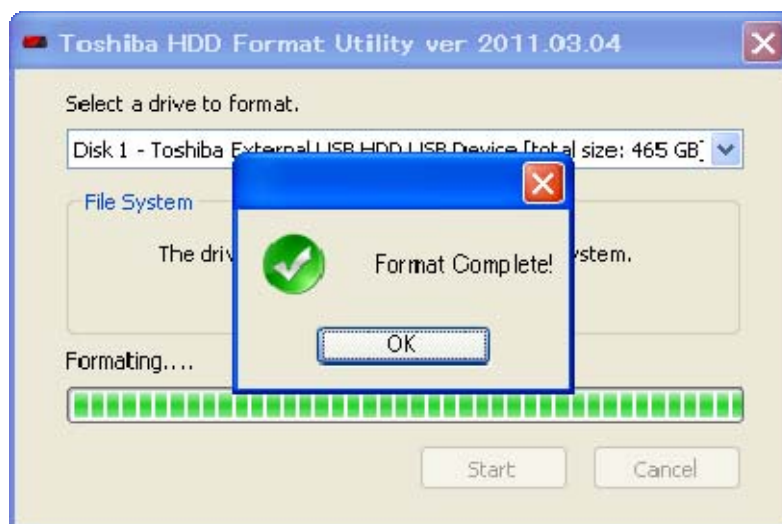 Toshiba HDD Format Utility ver 2011.03.04
Select a drive to format.
Disk 1 - Toshiba External USB HDD USB Device [total size: 465 GB]
File System
The driv
stem.
Format Complete!
OK
Formating....
Start
Cancel